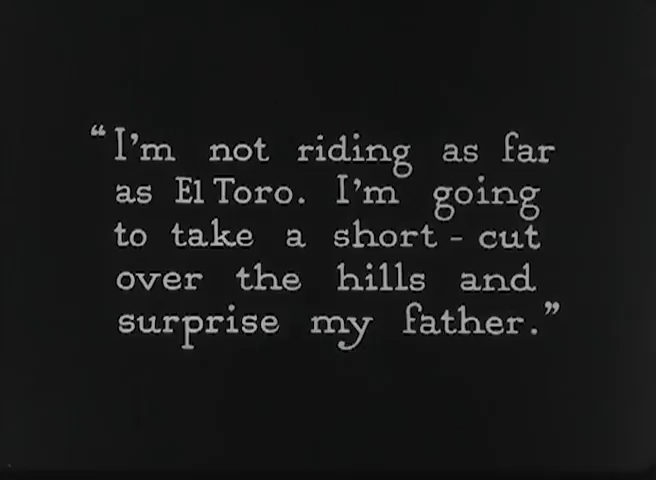 “I’m not riding as far
as El Toro. I’m going
to take a short-cut
over the hills and
surprise my father.”